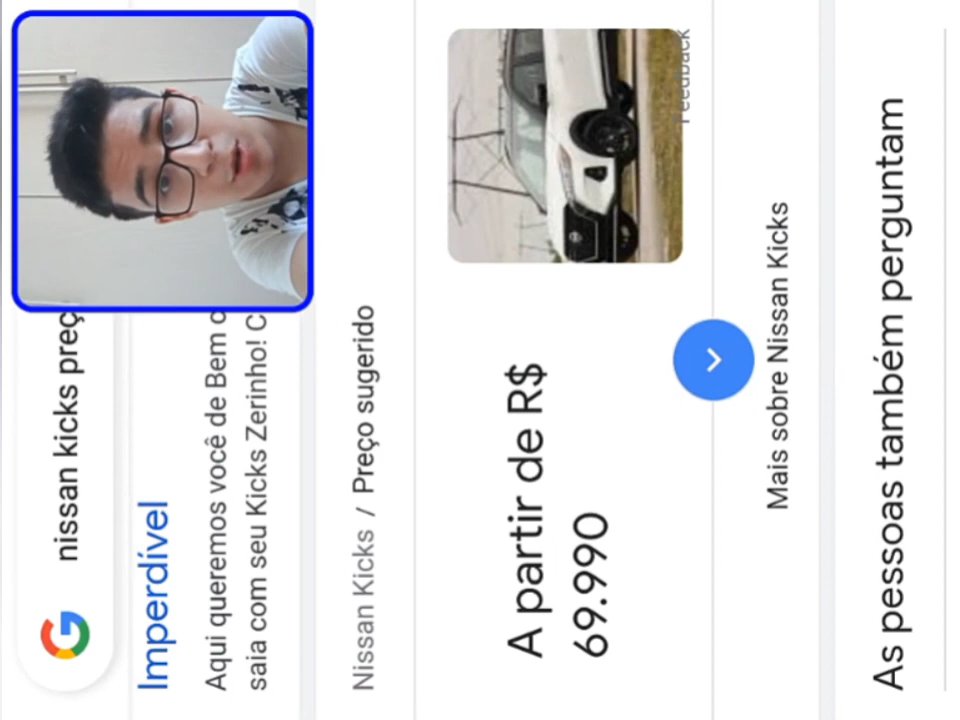 nissan kicks preç
Imperdível
Aqui queremos você de Bem c
saia com seu Kicks Zerinho! C
Nissan Kicks / Preço sugerido
A partir de R$
69.990
Feedback
Mais sobre Nissan Kicks
As pessoas também perguntam